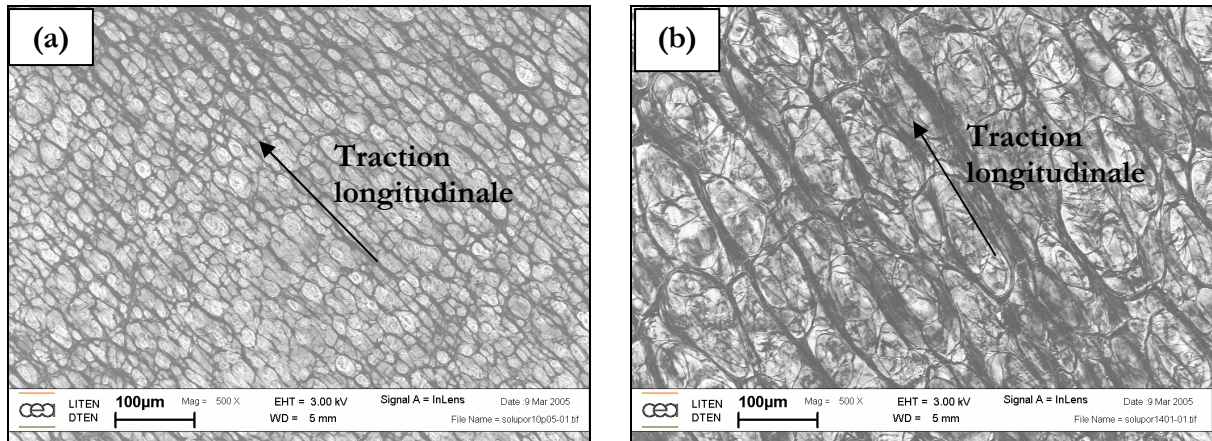 (a)
Traction
longitudinale
cea LITEN DTEN 100µm Mag = 500 X EHT = 3.00 kV WD = 5 mm Signal A = InLens Date :9 Mar 2005 File Name = solupor10p05-01.tif
(b)
Traction
longitudinale
cea LITEN DTEN 100µm Mag = 500 X EHT = 3.00 kV WD = 5 mm Signal A = InLens Date :9 Mar 2005 File Name = solupor1401-01.tif